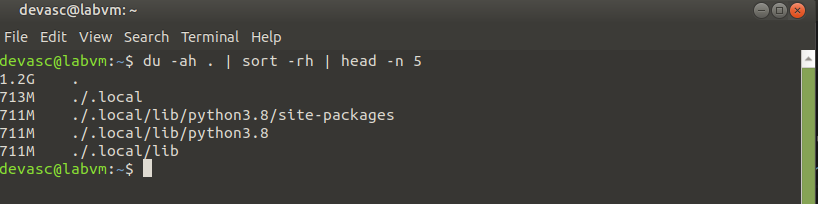 devasc@labvm: ~
File Edit View Search Terminal Help
devasc@labvm:~$ du -ah . | sort -rh | head -n 5
1.2G    .
713M    ./.local
711M    ./.local/lib/python3.8/site-packages
711M    ./.local/lib/python3.8
711M    ./.local/lib
devasc@labvm:~$